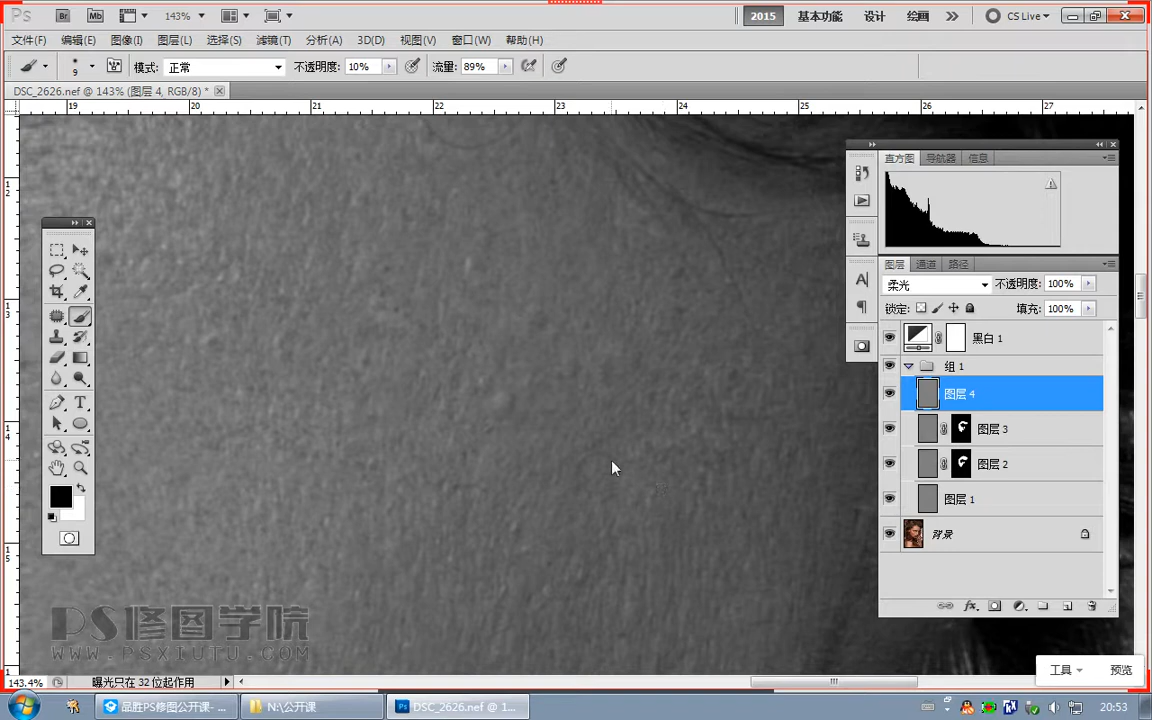 Ps Br Mb 143% 2015 基本功能 设计 绘画 CS Live
文件(F) 编辑(E) 图像(I) 图层(L) 选择(S) 滤镜(T) 分析(A) 3D(D) 视图(V) 窗口(W) 帮助(H)
9 模式: 正常 不透明度: 10% 流量: 89%
DSC_2626.nef @ 143% (图层 4, RGB/8) *
19 20 21 22 23 24 25 26 27
12
13
14
15
直方图 导航器 信息
图层 通道 路径
柔光 不透明度: 100%
锁定: 填充: 100%
黑白 1
组 1
图层 4
图层 3
图层 2
图层 1
背景
PS修图学院
WWW.PSXIUTU.COM
工具 预览
143.4% 曝光只在 32 位起作用
品胜PS修图公开课- ... N:\公开课 DSC_2626.nef @ 1... 20:53